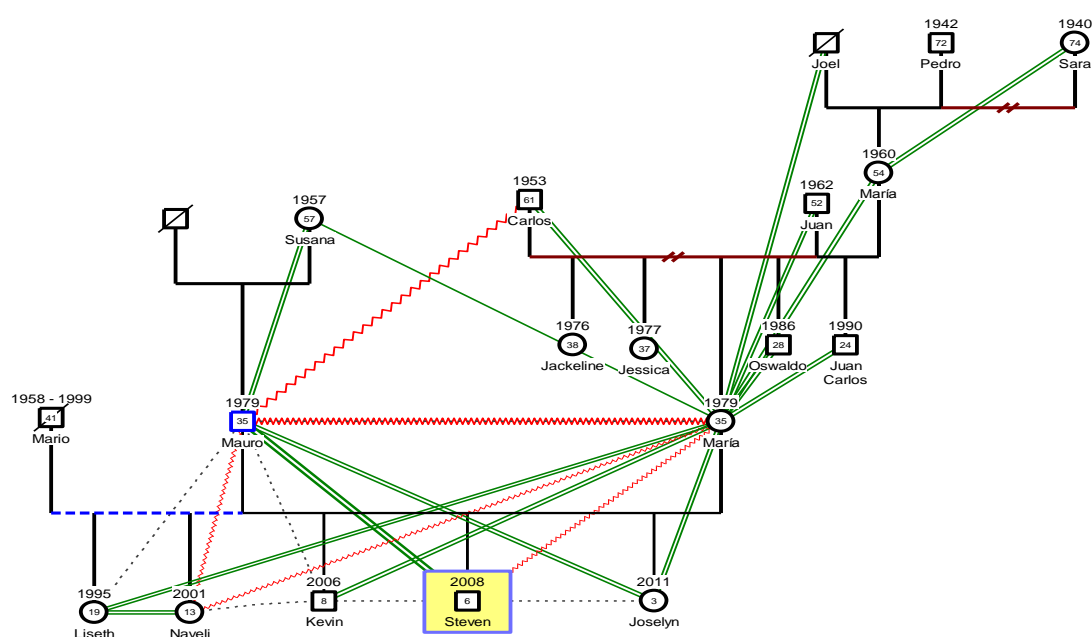 1942
1940
72
74
Joel
Pedro
Sara
1960
54
María
1953
61
Carlos
1962
52
Juan
1957
57
Susana
1976
38
Jackeline
1977
37
Jessica
1986
28
Oswaldo
1990
24
Juan
Carlos
1958 - 1999
41
Mario
1979
35
Mauro
1979
35
María
1995
19
Liseth
2001
13
Nayeli
2006
8
Kevin
2008
6
Steven
2011
3
Joselyn